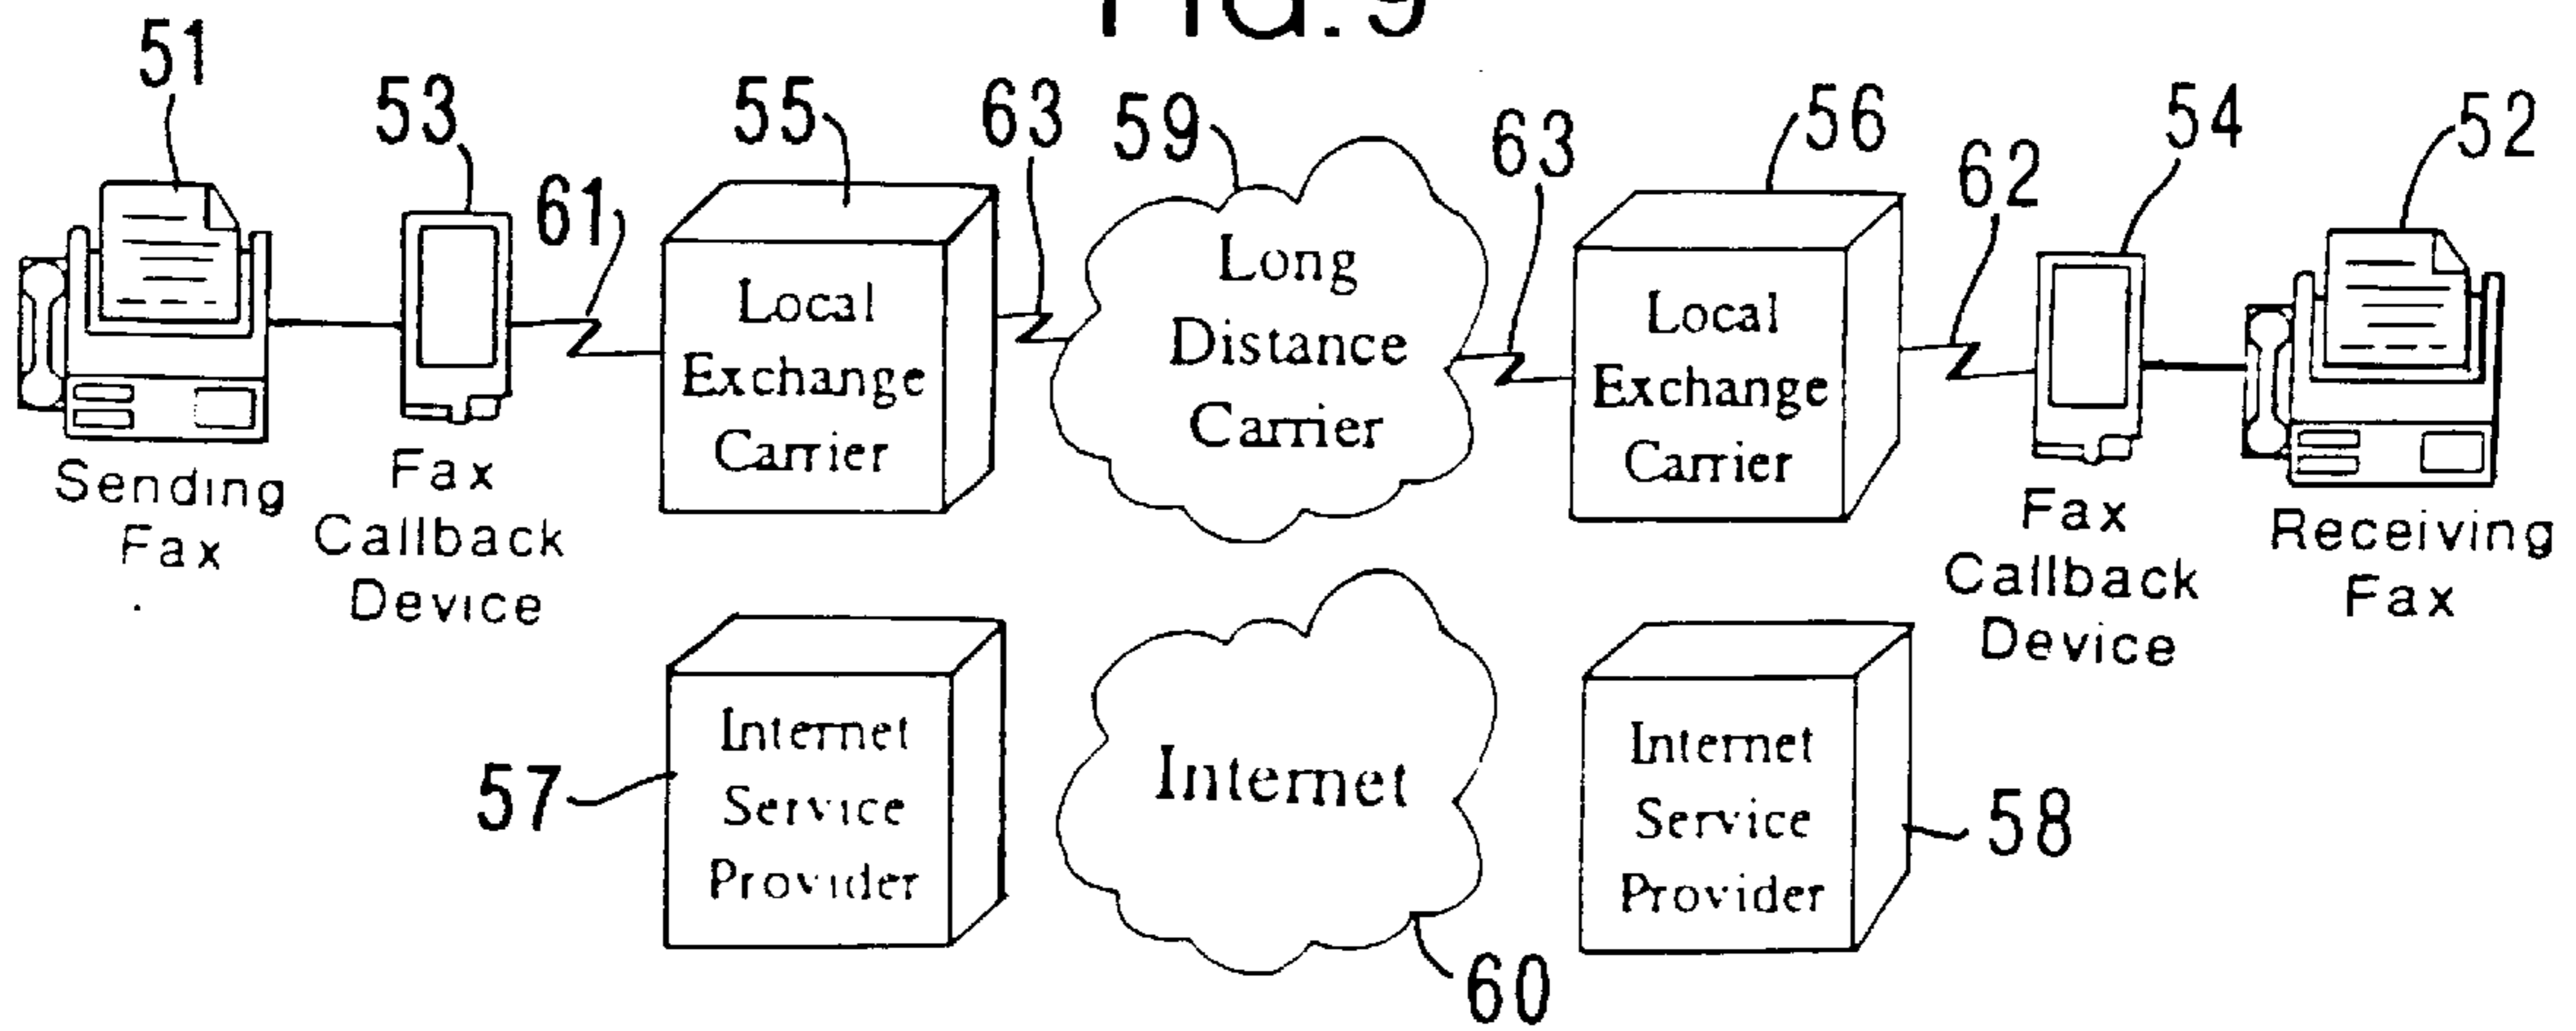 FIG. 9
51
53
55
63
59
63
56
54
52
61
62
Local
Exchange
Carrier
Long
Distance
Carrier
Local
Exchange
Carrier
Sending
Fax
Fax
Callback
Device
Fax
Callback
Device
Receiving
Fax
57
Internet
Service
Provider
Internet
Internet
Service
Provider
58
60